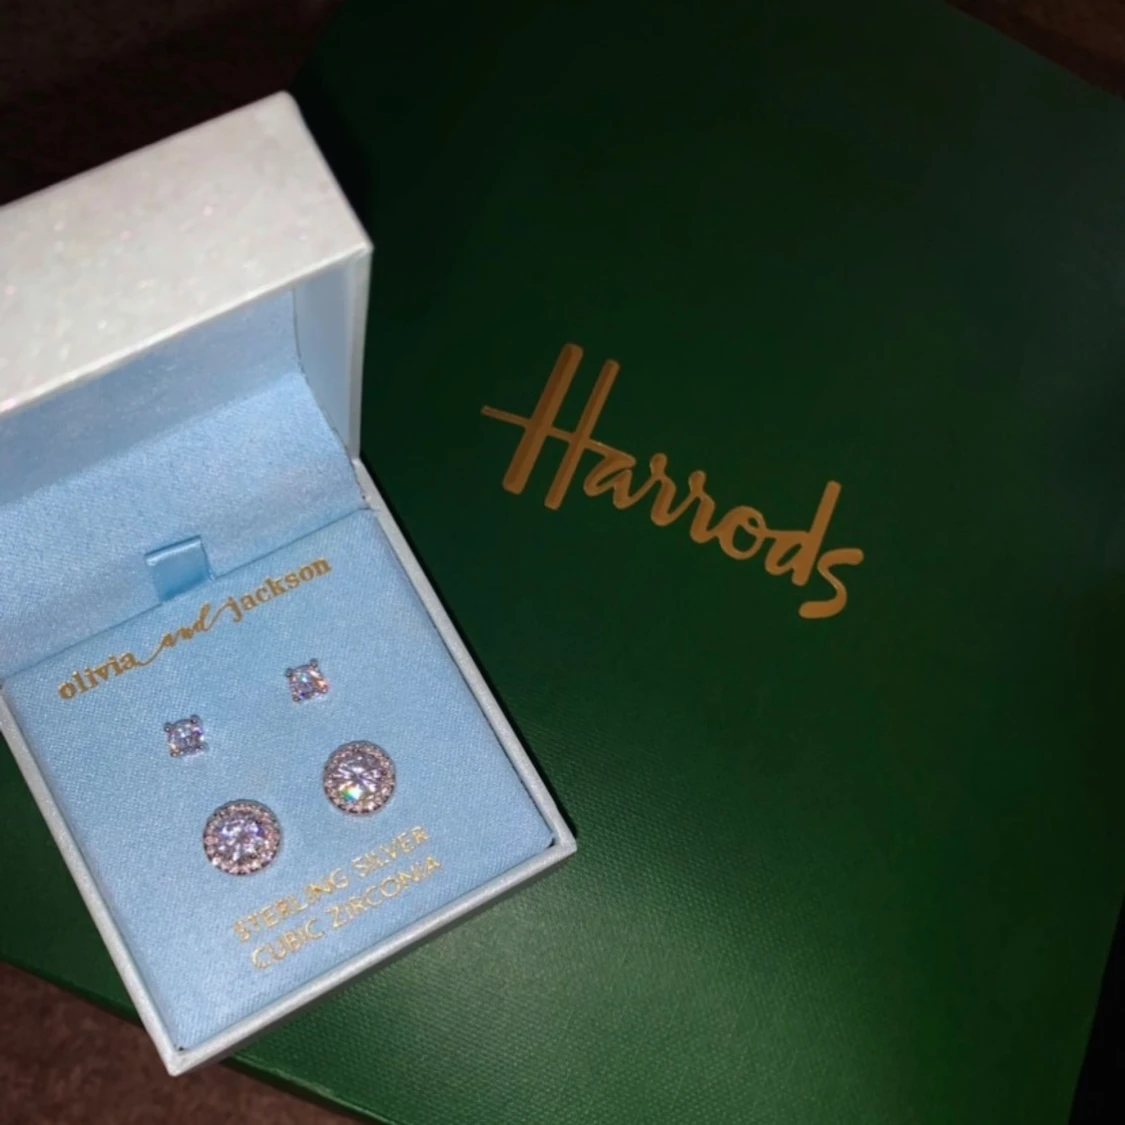 olivia and jackson
STERLING SILVER
CUBIC ZIRCONIA
Harrods